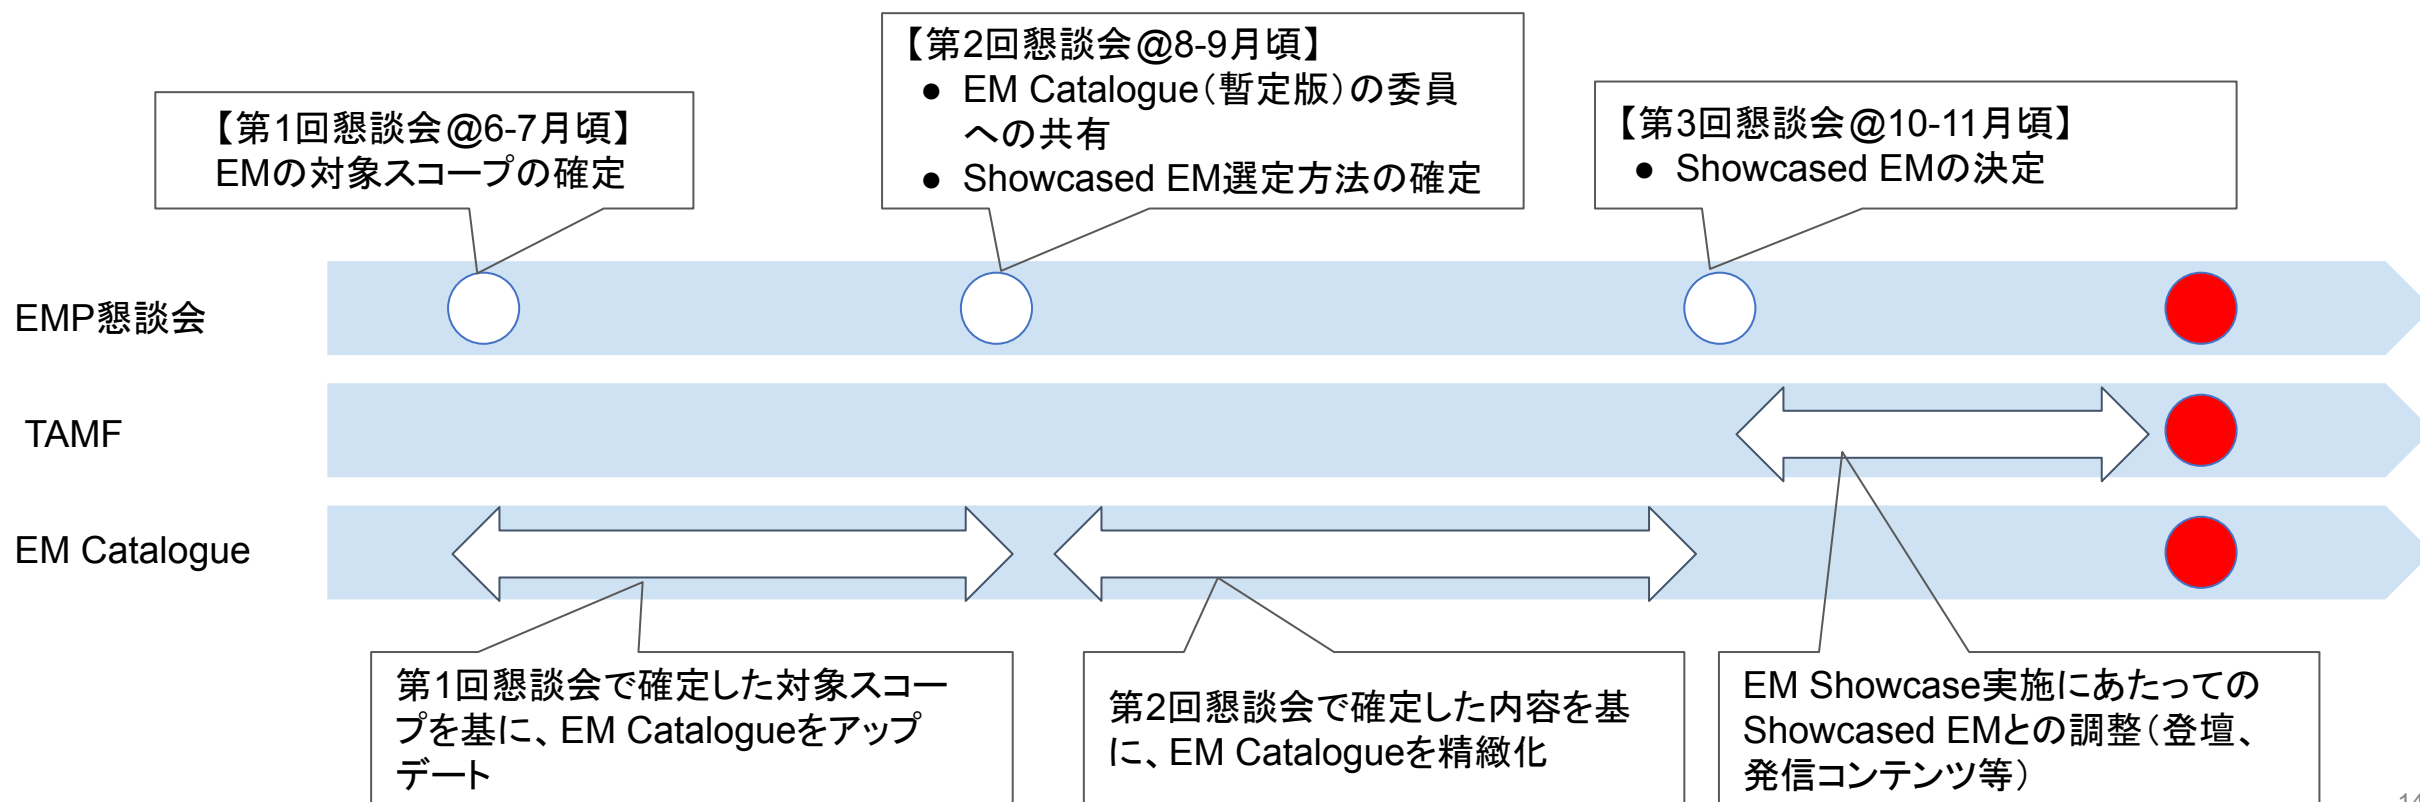 【第1回懇談会@6-7月頃】
EMの対象スコープの確定
【第2回懇談会@8-9月頃】
● EM Catalogue（暫定版）の委員
への共有
● Showcased EM選定方法の確定
【第3回懇談会@10-11月頃】
● Showcased EMの決定
EMP懇談会
TAMF
EM Catalogue
第1回懇談会で確定した対象スコー
プを基に、EM Catalogueをアップ
デート
第2回懇談会で確定した内容を基
に、EM Catalogueを精緻化
EM Showcase実施にあたっての
Showcased EMとの調整（登壇、
発信コンテンツ等）
14